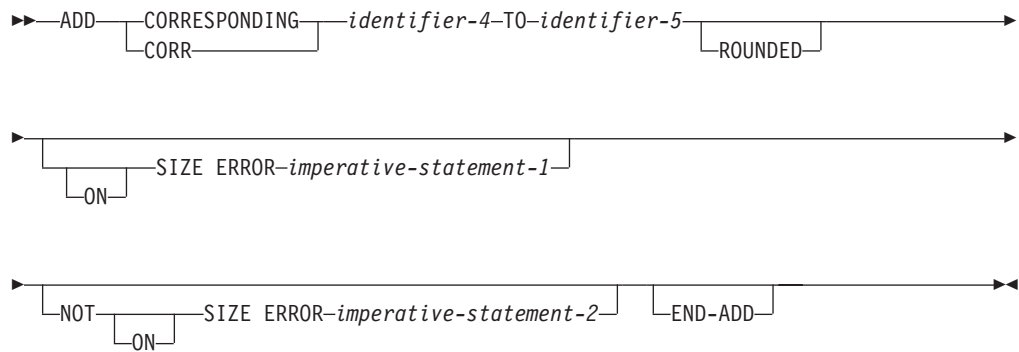 ADD CORRESPONDING identifier-4 TO identifier-5
CORR ROUNDED
SIZE ERROR imperative-statement-1
ON
NOT SIZE ERROR imperative-statement-2 END-ADD
ON